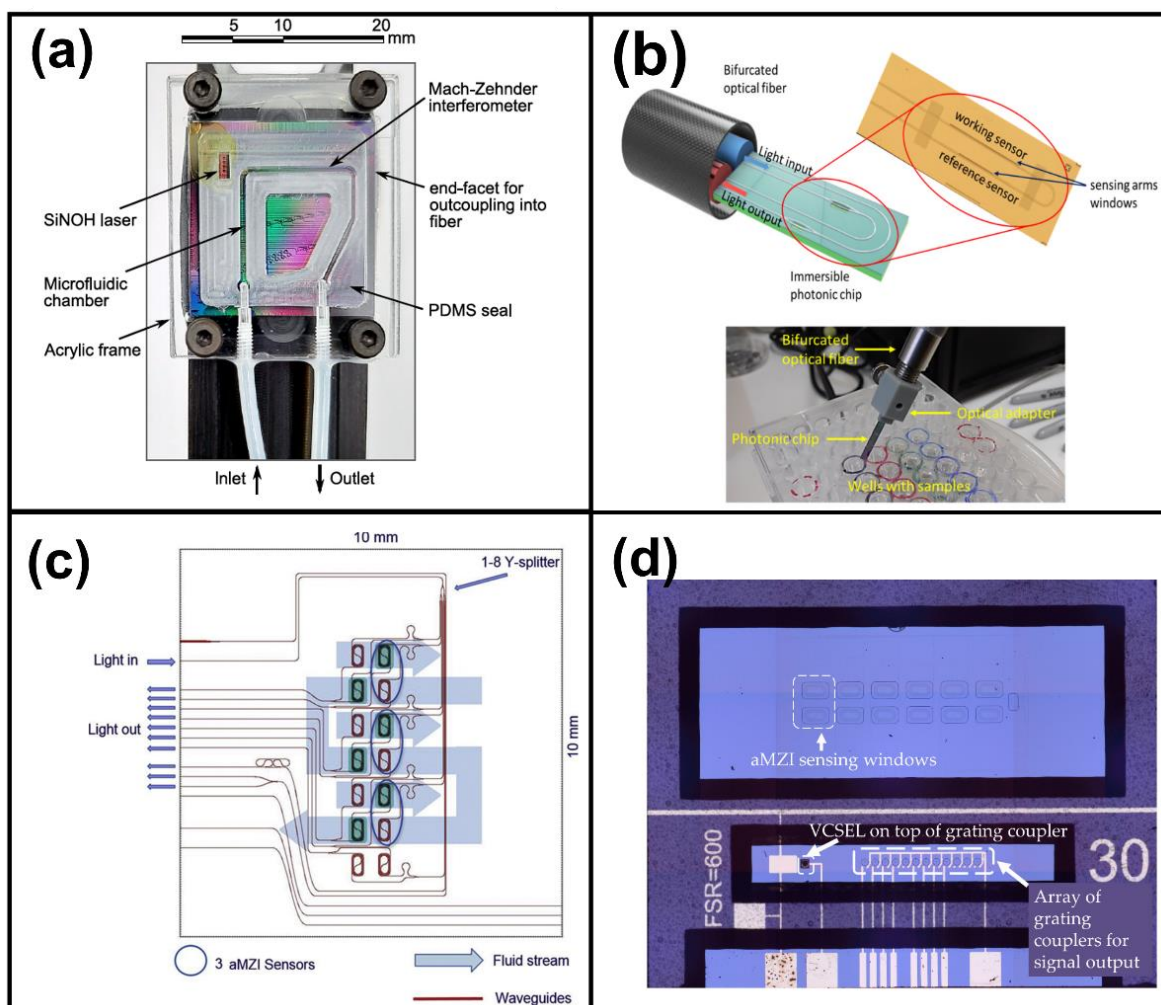 (a)
5 10 20
mm
Mach-Zehnder
interferometer
end-facet for
outcoupling into
fiber
SiNOH laser
Microfluidic
chamber
PDMS seal
Acrylic frame
Inlet
Outlet
(b)
Bifurcated
optical fiber
Light input
Light output
working sensor
reference sensor
sensing arms
windows
Immersible
photonic chip
Bifurcated
optical fiber
Optical adapter
Photonic chip
Wells with samples
(c)
10 mm
1-8 Y-splitter
Light in
Light out
10 mm
3 aMZI Sensors
Fluid stream
Waveguides
(d)
aMZI sensing windows
VCSEL on top of grating coupler
FSR=600
30
Array of
grating
couplers for
signal output